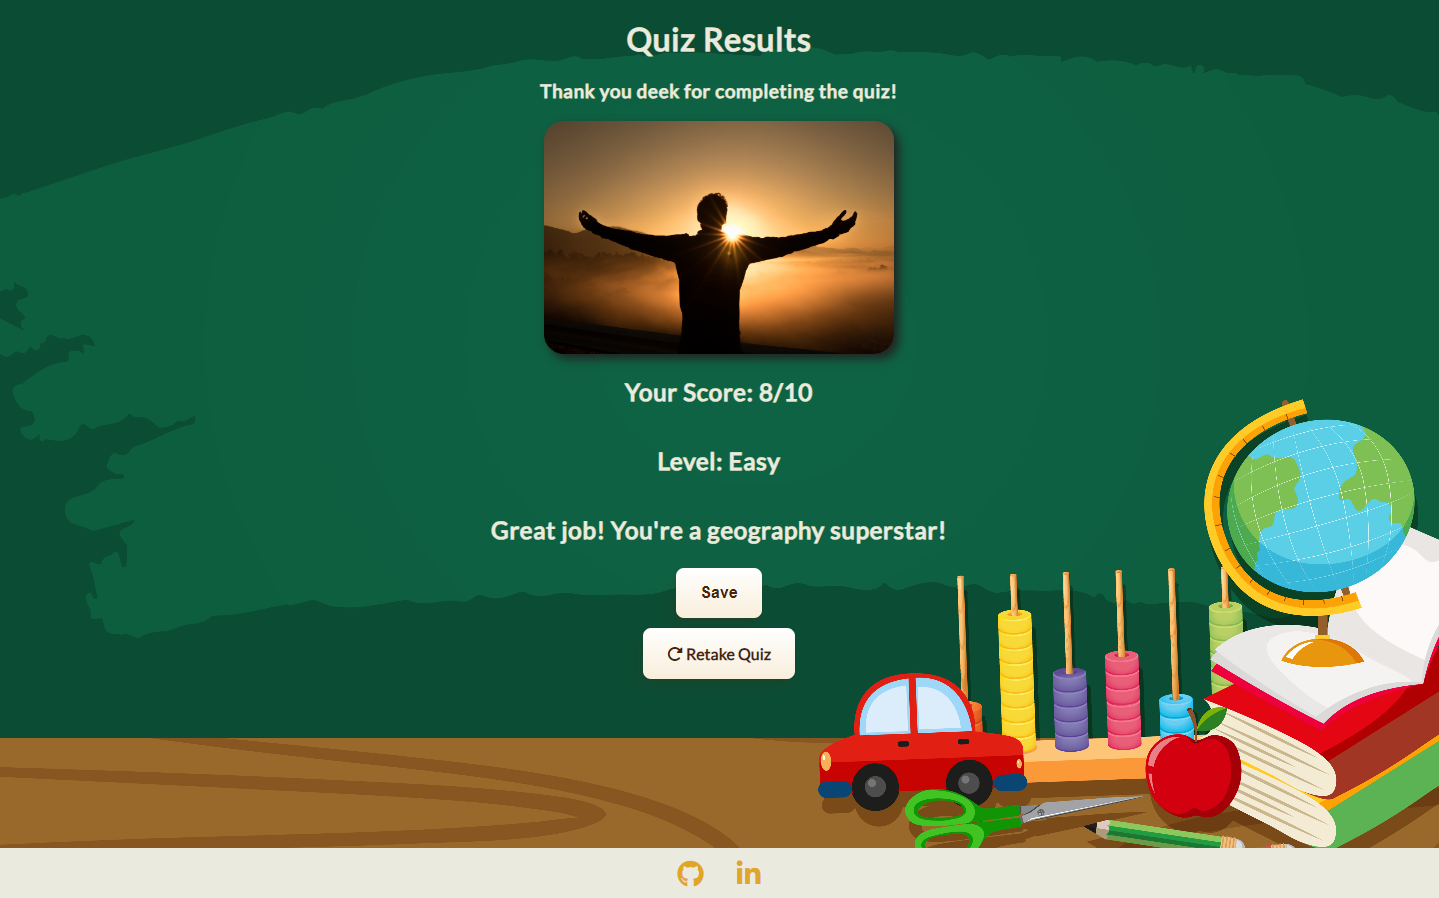 Quiz Results
Thank you deek for completing the quiz!
Your Score: 8/10
Level: Easy
Great job! You're a geography superstar!
Save
Retake Quiz
in